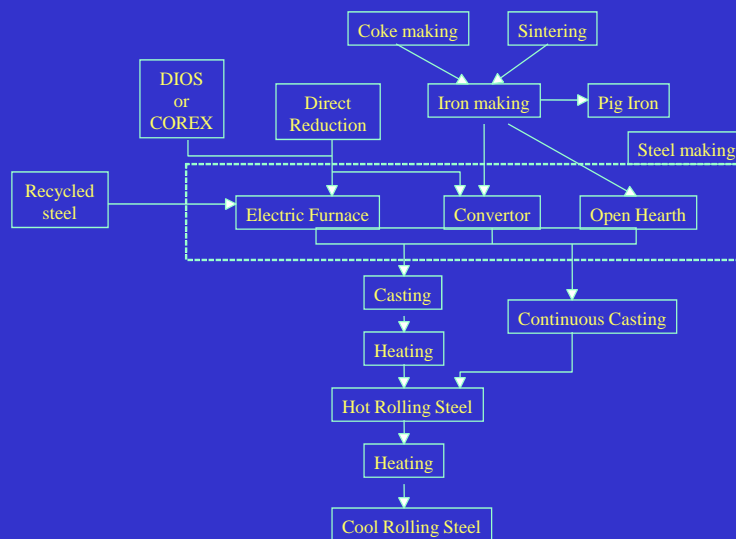 Coke making
Sintering
DIOS
or
COREX
Direct
Reduction
Iron making
Pig Iron
Steel making
Recycled
steel
Electric Furnace
Convertor
Open Hearth
Casting
Continuous Casting
Heating
Hot Rolling Steel
Heating
Cool Rolling Steel